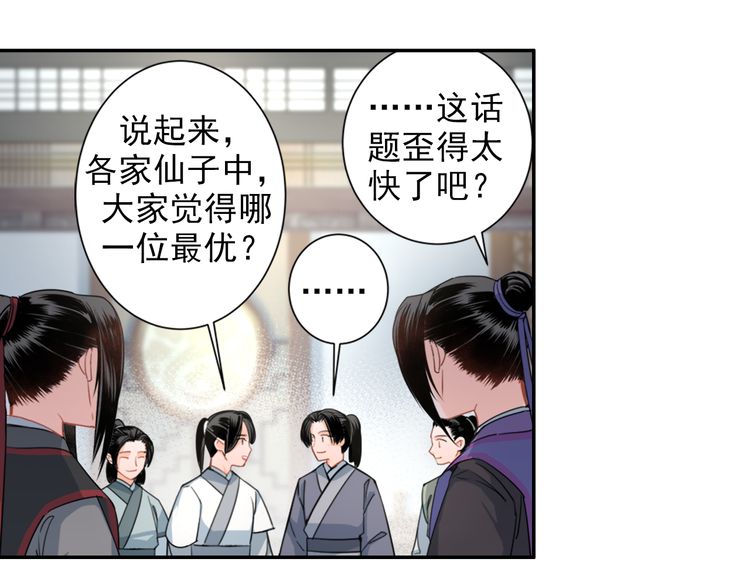 说起来，
各家仙子中，
大家觉得哪
一位最优？
……
……这话
题歪得太
快了吧？